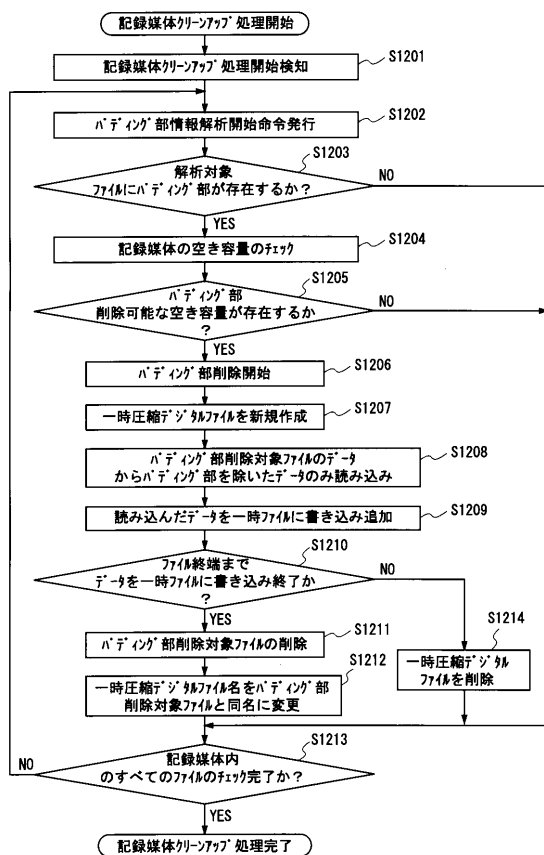 記録媒体クリーンアップ処理開始
記録媒体クリーンアップ処理開始検知
S1201
パディング部情報解析開始命令発行
S1202
解析対象
ファイルにパディング部が存在するか？
S1203
NO
YES
記録媒体の空き容量のチェック
S1204
パディング部
削除可能な空き容量が存在するか
？
S1205
NO
YES
パディング部削除開始
S1206
一時圧縮デジタルファイルを新規作成
S1207
パディング部削除対象ファイルのデータ
からパディング部を除いたデータのみ読み込み
S1208
読み込んだデータを一時ファイルに書き込み追加
S1209
ファイル終端まで
データを一時ファイルに書き込み終了か
？
S1210
NO
YES
パディング部削除対象ファイルの削除
S1211
一時圧縮デジタルファイル名をパディング部
削除対象ファイルと同名に変更
S1212
S1214
一時圧縮デジタル
ファイルを削除
記録媒体内
のすべてのファイルのチェック完了か？
S1213
NO
YES
記録媒体クリーンアップ処理完了